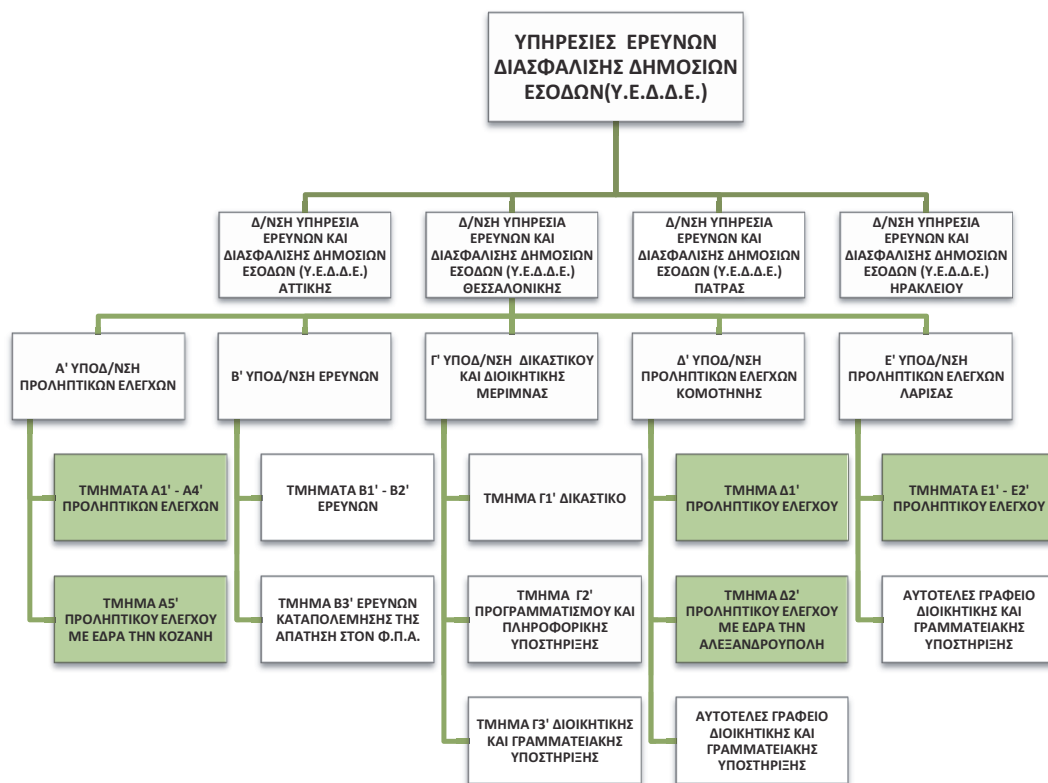 ΥΠΗΡΕΣΙΕΣ ΕΡΕΥΝΩΝ
ΔΙΑΣΦΑΛΙΣΗΣ ΔΗΜΟΣΙΩΝ
ΕΣΟΔΩΝ(Υ.Ε.Δ.Δ.Ε.)
Δ/ΝΣΗ ΥΠΗΡΕΣΙΑ
ΕΡΕΥΝΩΝ ΚΑΙ
ΔΙΑΣΦΑΛΙΣΗΣ ΔΗΜΟΣΙΩΝ
ΕΣΟΔΩΝ (Υ.Ε.Δ.Δ.Ε.)
ΑΤΤΙΚΗΣ
Δ/ΝΣΗ ΥΠΗΡΕΣΙΑ
ΕΡΕΥΝΩΝ ΚΑΙ
ΔΙΑΣΦΑΛΙΣΗΣ ΔΗΜΟΣΙΩΝ
ΕΣΟΔΩΝ (Υ.Ε.Δ.Δ.Ε.)
ΘΕΣΣΑΛΟΝΙΚΗΣ
Δ/ΝΣΗ ΥΠΗΡΕΣΙΑ
ΕΡΕΥΝΩΝ ΚΑΙ
ΔΙΑΣΦΑΛΙΣΗΣ ΔΗΜΟΣΙΩΝ
ΕΣΟΔΩΝ (Υ.Ε.Δ.Δ.Ε.)
ΠΑΤΡΑΣ
Δ/ΝΣΗ ΥΠΗΡΕΣΙΑ
ΕΡΕΥΝΩΝ ΚΑΙ
ΔΙΑΣΦΑΛΙΣΗΣ ΔΗΜΟΣΙΩΝ
ΕΣΟΔΩΝ (Υ.Ε.Δ.Δ.Ε.)
ΗΡΑΚΛΕΙΟΥ
Α' ΥΠΟΔ/ΝΣΗ
ΠΡΟΛΗΠΤΙΚΩΝ ΕΛΕΓΧΩΝ
Β' ΥΠΟΔ/ΝΣΗ ΕΡΕΥΝΩΝ
Γ' ΥΠΟΔ/ΝΣΗ ΔΙΚΑΣΤΙΚΟΥ
ΚΑΙ ΔΙΟΙΚΗΤΙΚΗΣ
ΜΕΡΙΜΝΑΣ
Δ' ΥΠΟΔ/ΝΣΗ
ΠΡΟΛΗΠΤΙΚΩΝ ΕΛΕΓΧΩΝ
ΚΟΜΟΤΗΝΗΣ
Ε' ΥΠΟΔ/ΝΣΗ
ΠΡΟΛΗΠΤΙΚΩΝ ΕΛΕΓΧΩΝ
ΛΑΡΙΣΑΣ
ΤΜΗΜΑΤΑ Α1' - Α4'
ΠΡΟΛΗΠΤΙΚΩΝ ΕΛΕΓΧΩΝ
ΤΜΗΜΑΤΑ Β1' - Β2'
ΕΡΕΥΝΩΝ
ΤΜΗΜΑ Γ1' ΔΙΚΑΣΤΙΚΟ
ΤΜΗΜΑ Δ1'
ΠΡΟΛΗΠΤΙΚΟΥ ΕΛΕΓΧΟΥ
ΤΜΗΜΑΤΑ Ε1' - Ε2'
ΠΡΟΛΗΠΤΙΚΟΥ ΕΛΕΓΧΟΥ
ΤΜΗΜΑ Α5'
ΠΡΟΛΗΠΤΙΚΟΥ ΕΛΕΓΧΟΥ
ΜΕ ΕΔΡΑ ΤΗΝ ΚΟΖΑΝΗ
ΤΜΗΜΑ Β3' ΕΡΕΥΝΩΝ
ΚΑΤΑΠΟΛΕΜΗΣΗΣ ΤΗΣ
ΑΠΑΤΗΣΗ ΣΤΟΝ Φ.Π.Α.
ΤΜΗΜΑ Γ2'
ΠΡΟΓΡΑΜΜΑΤΙΣΜΟΥ ΚΑΙ
ΠΛΗΡΟΦΟΡΙΚΗΣ
ΥΠΟΣΤΗΡΙΞΗΣ
ΤΜΗΜΑ Δ2'
ΠΡΟΛΗΠΤΙΚΟΥ ΕΛΕΓΧΟΥ
ΜΕ ΕΔΡΑ ΤΗΝ
ΑΛΕΞΑΝΔΡΟΥΠΟΛΗ
ΑΥΤΟΤΕΛΕΣ ΓΡΑΦΕΙΟ
ΔΙΟΙΚΗΤΙΚΗΣ ΚΑΙ
ΓΡΑΜΜΑΤΕΙΑΚΗΣ
ΥΠΟΣΤΗΡΙΞΗΣ
ΤΜΗΜΑ Γ3' ΔΙΟΙΚΗΤΙΚΗΣ
ΚΑΙ ΓΡΑΜΜΑΤΕΙΑΚΗΣ
ΥΠΟΣΤΗΡΙΞΗΣ
ΑΥΤΟΤΕΛΕΣ ΓΡΑΦΕΙΟ
ΔΙΟΙΚΗΤΙΚΗΣ ΚΑΙ
ΓΡΑΜΜΑΤΕΙΑΚΗΣ
ΥΠΟΣΤΗΡΙΞΗΣ